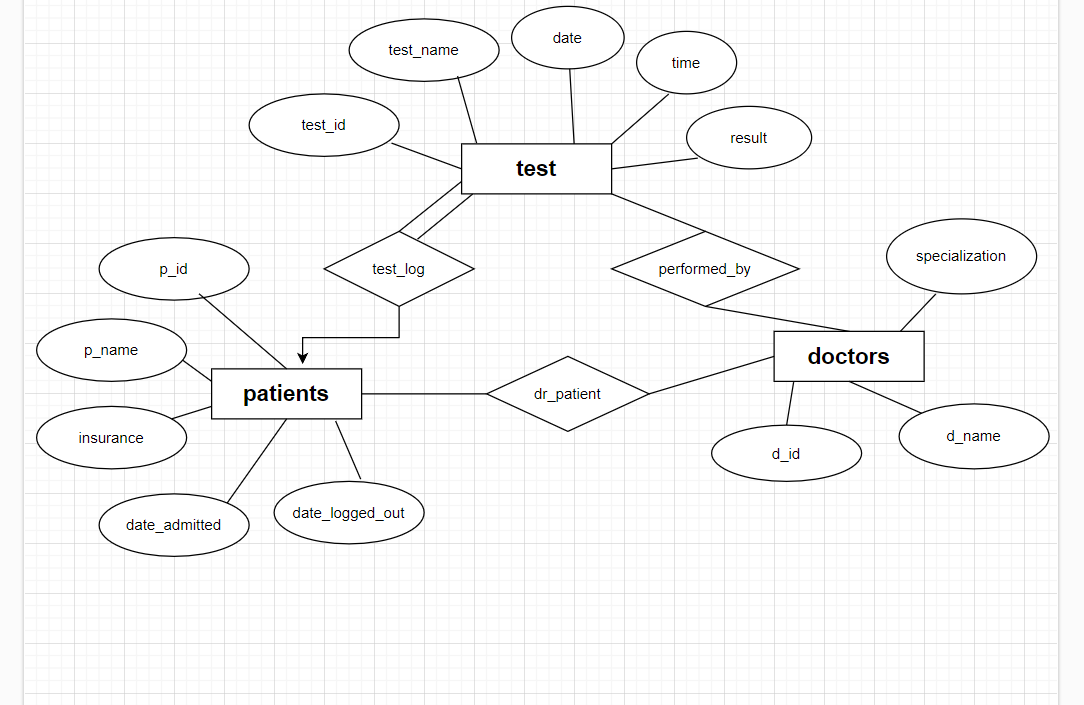 date
test_name
time
test_id
result
test
specialization
p_id
test_log
performed_by
p_name
doctors
patients
dr_patient
insurance
d_name
d_id
date_logged_out
date_admitted